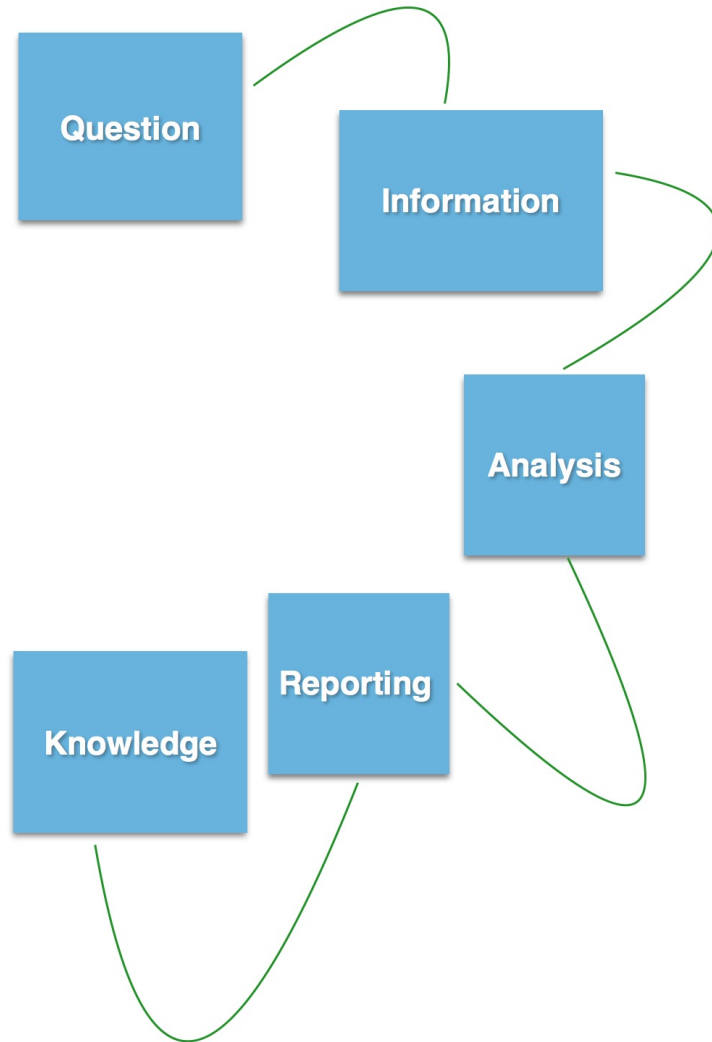 Question
Information
Analysis
Reporting
Knowledge